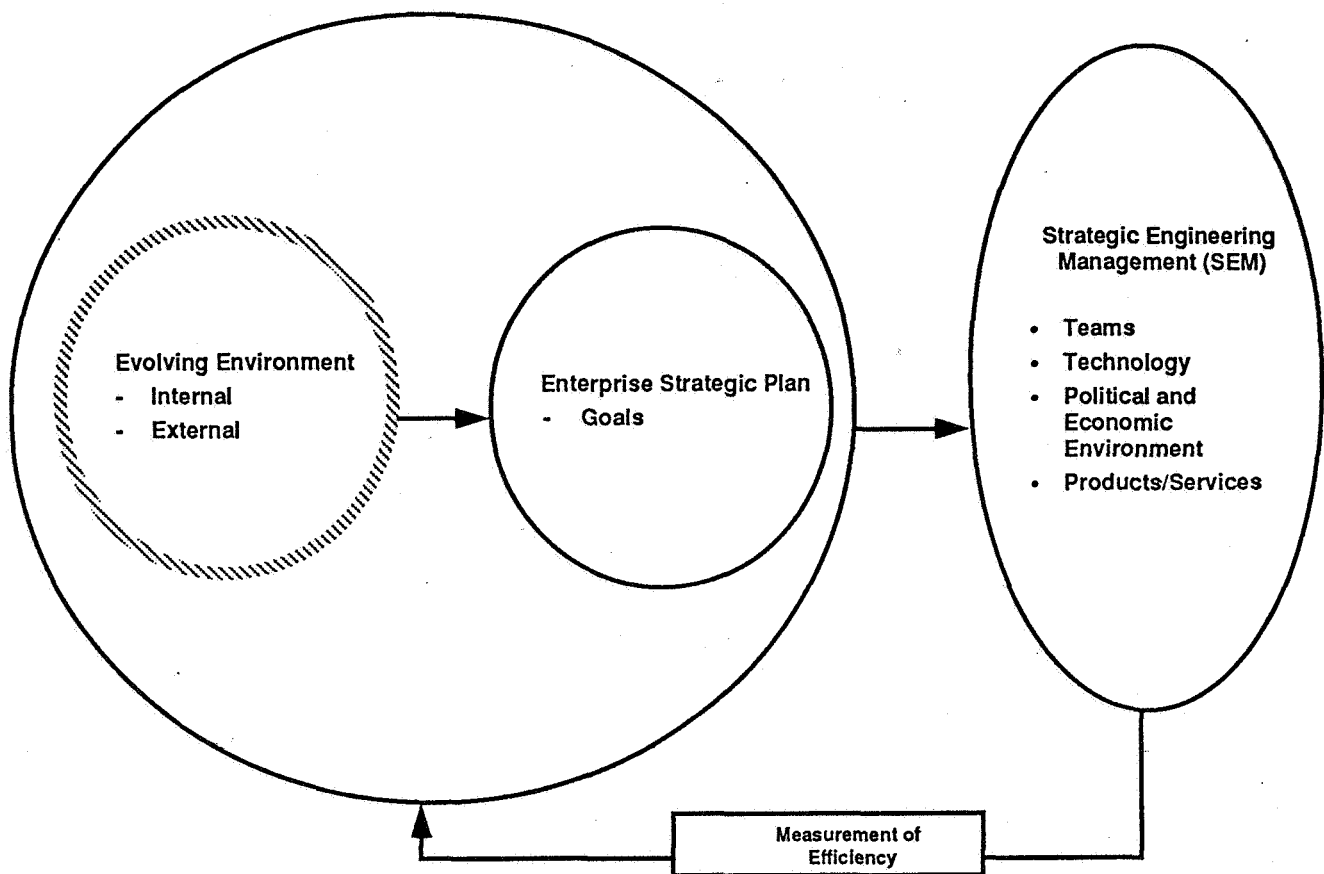 Evolving Environment
- Internal
- External
Enterprise Strategic Plan
- Goals
Strategic Engineering
Management (SEM)
• Teams
• Technology
• Political and
Economic
Environment
• Products/Services
Measurement of
Efficiency